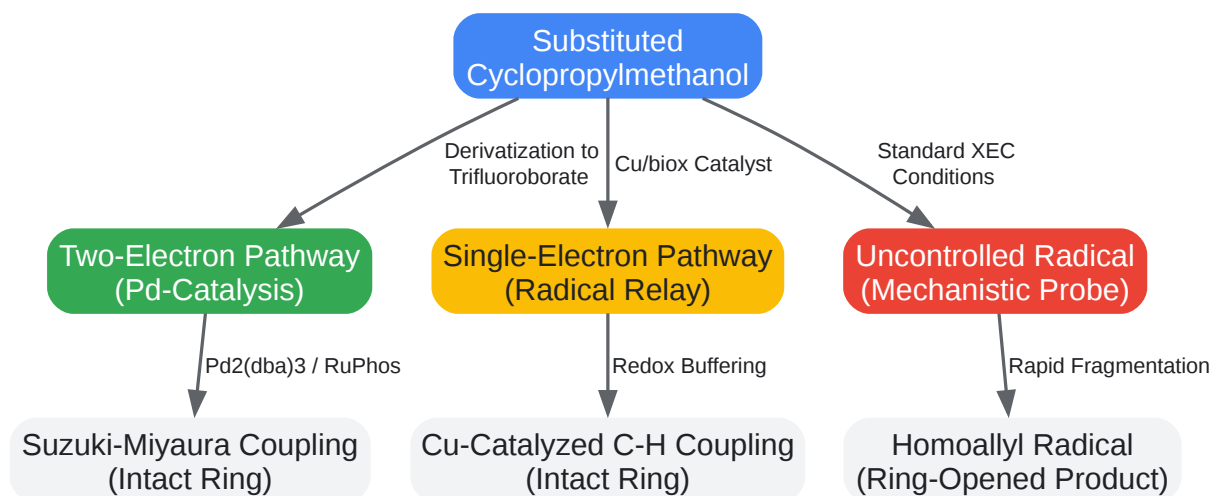 Substituted
Cyclopropylmethanol
Derivatization to
Trifluoroborate
Cu/biox Catalyst
Standard XEC
Conditions
Two-Electron Pathway
(Pd-Catalysis)
Single-Electron Pathway
(Radical Relay)
Uncontrolled Radical
(Mechanistic Probe)
Pd2(dba)3 / RuPhos
Redox Buffering
Rapid Fragmentation
Suzuki-Miyaura Coupling
(Intact Ring)
Cu-Catalyzed C-H Coupling
(Intact Ring)
Homoallyl Radical
(Ring-Opened Product)